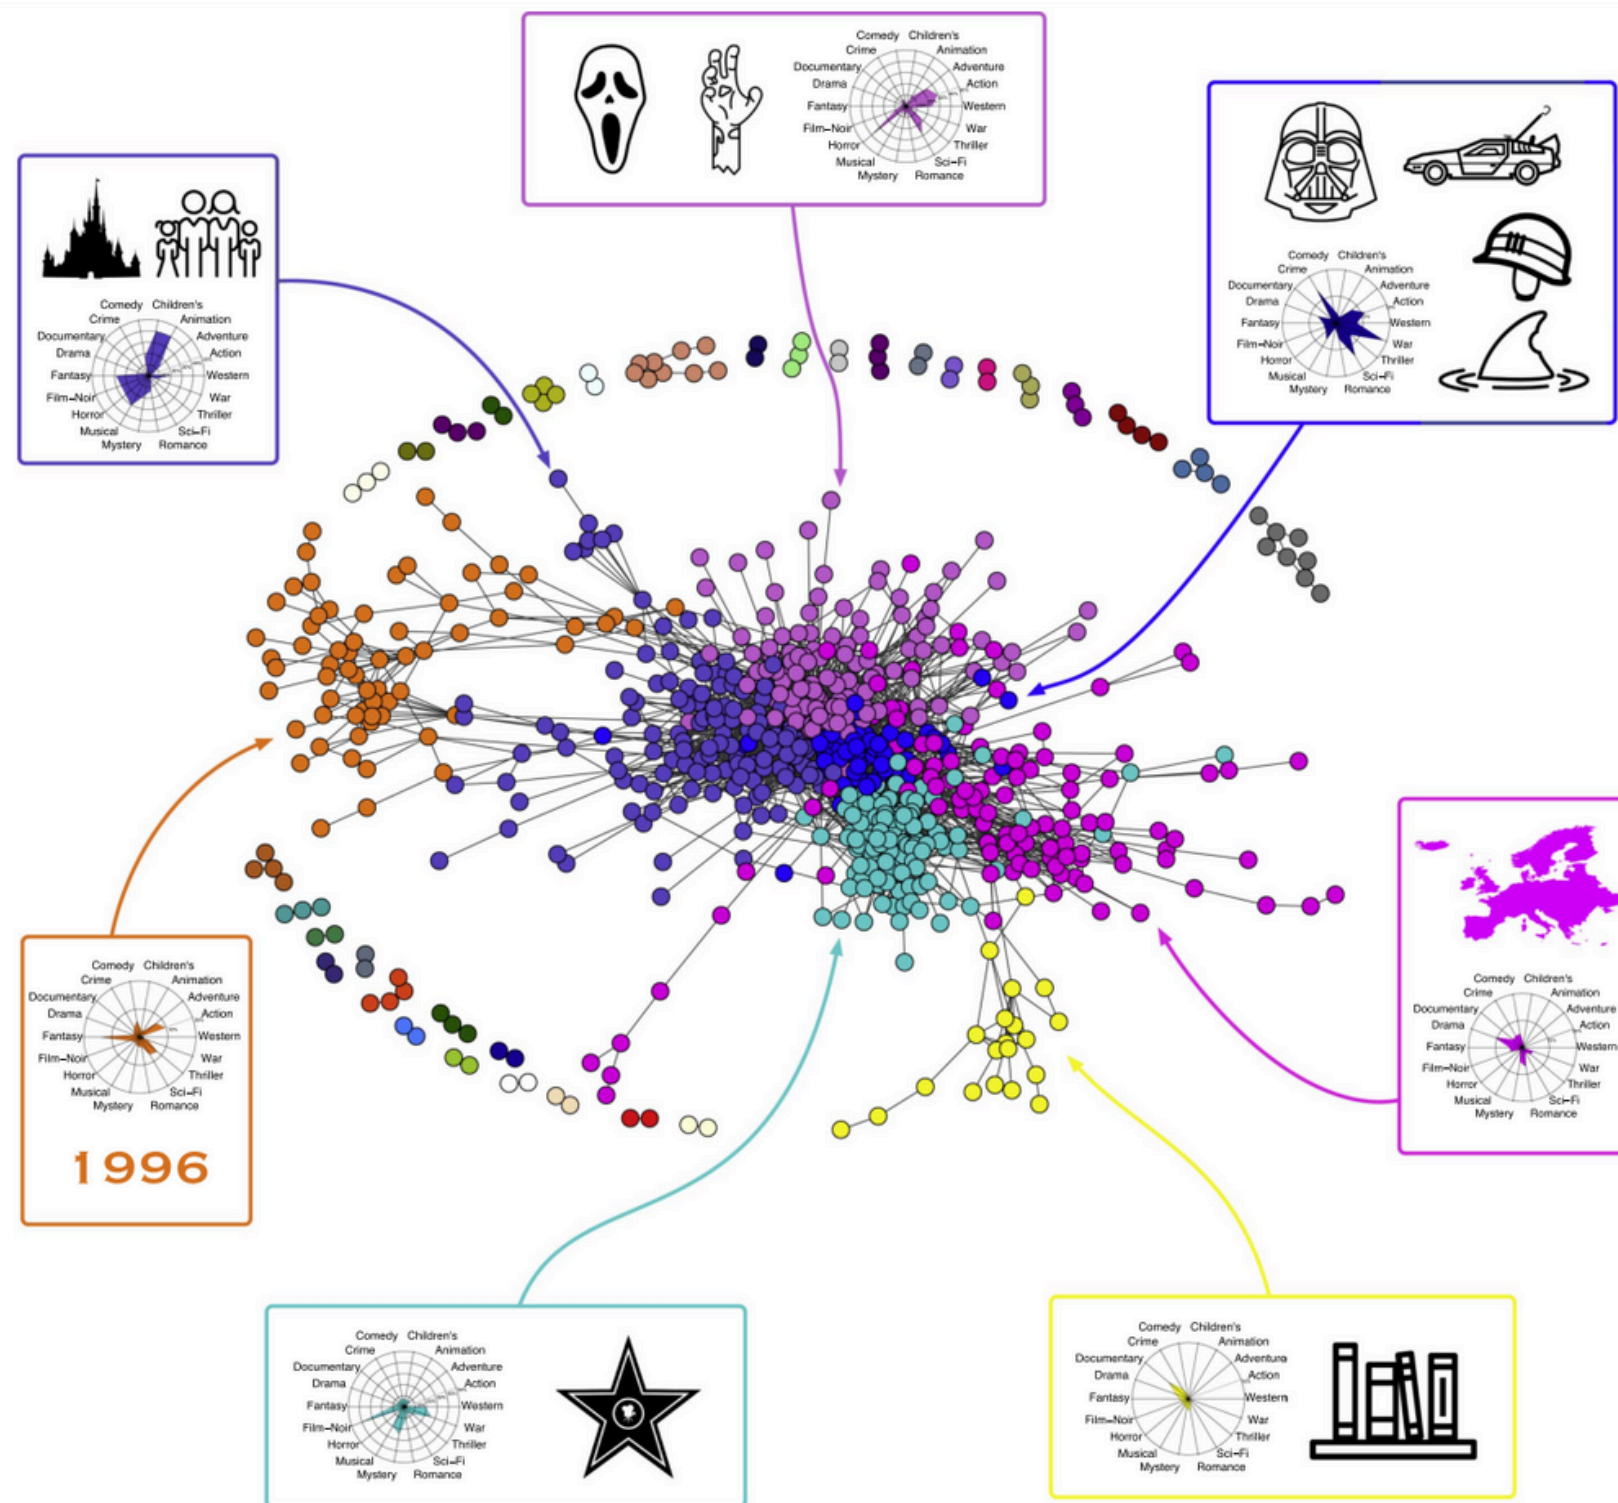 Comedy Children's
Crime Animation
Documentary Adventure
Drama Action
Fantasy Western
Film-Noir War
Horror Thriller
Musical Sci-Fi
Mystery Romance
Comedy Children's
Crime Animation
Documentary Adventure
Drama Action
Fantasy Western
Film-Noir War
Horror Thriller
Musical Sci-Fi
Mystery Romance
Comedy Children's
Crime Animation
Documentary Adventure
Drama Action
Fantasy Western
Film-Noir War
Horror Thriller
Musical Sci-Fi
Mystery Romance
Comedy Children's
Crime Animation
Documentary Adventure
Drama Action
Fantasy Western
Film-Noir War
Horror Thriller
Musical Sci-Fi
Mystery Romance
1996
Comedy Children's
Crime Animation
Documentary Adventure
Drama Action
Fantasy Western
Film-Noir War
Horror Thriller
Musical Sci-Fi
Mystery Romance
Comedy Children's
Crime Animation
Documentary Adventure
Drama Action
Fantasy Western
Film-Noir War
Horror Thriller
Musical Sci-Fi
Mystery Romance
Comedy Children's
Crime Animation
Documentary Adventure
Drama Action
Fantasy Western
Film-Noir War
Horror Thriller
Musical Sci-Fi
Mystery Romance